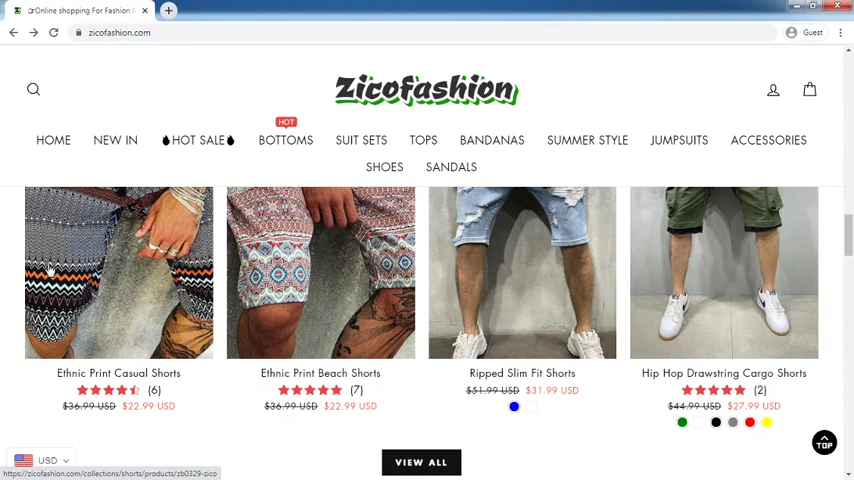 Online shopping For Fashion
zicofashion.com
Guest
Zicofashion
HOT
HOME NEW IN HOT SALE BOTTOMS SUIT SETS TOPS BANDANAS SUMMER STYLE JUMPSUITS ACCESSORIES
SHOES SANDALS
Ethnic Print Casual Shorts
(6)
$36.99 USD $22.99 USD
Ethnic Print Beach Shorts
(7)
$36.99 USD $22.99 USD
Ripped Slim Fit Shorts
$51.99 USD $31.99 USD
Hip Hop Drawstring Cargo Shorts
(2)
$44.99 USD $27.99 USD
TOP
USD
VIEW ALL
https://zicofashion.com/collections/shorts/products/zb0329-zico